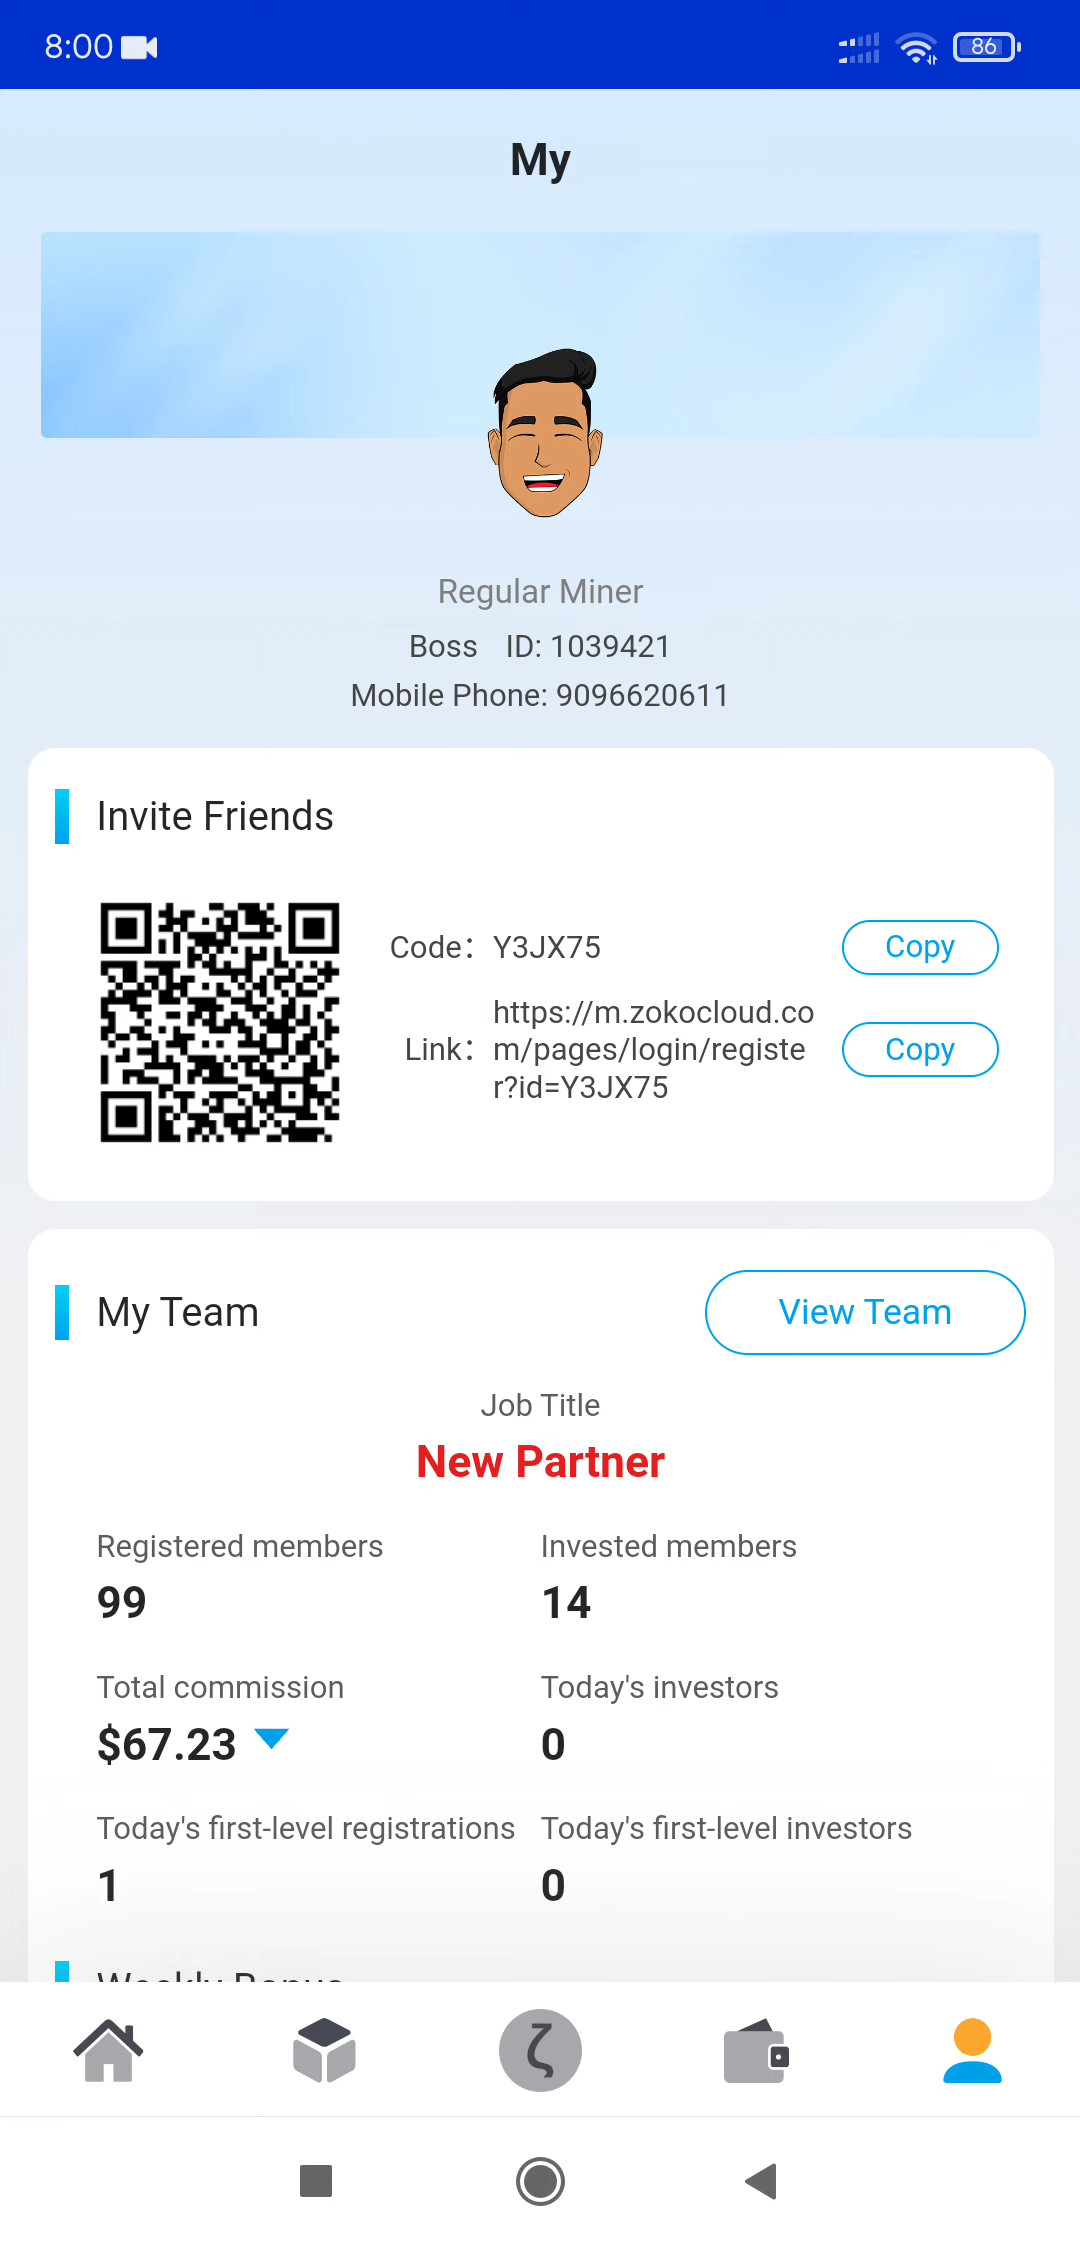 8:00
86
My
Regular Miner
Boss ID: 1039421
Mobile Phone: 9096620611
Invite Friends
Code: Y3JX75
Copy
https://m.zokocloud.co
Link: m/pages/login/registe
r?id=Y3JX75
Copy
My Team
View Team
Job Title
New Partner
Registered members
Invested members
99
14
Total commission
Today's investors
$67.23
0
Today's first-level registrations
Today's first-level investors
1
0
Weekly Bonus